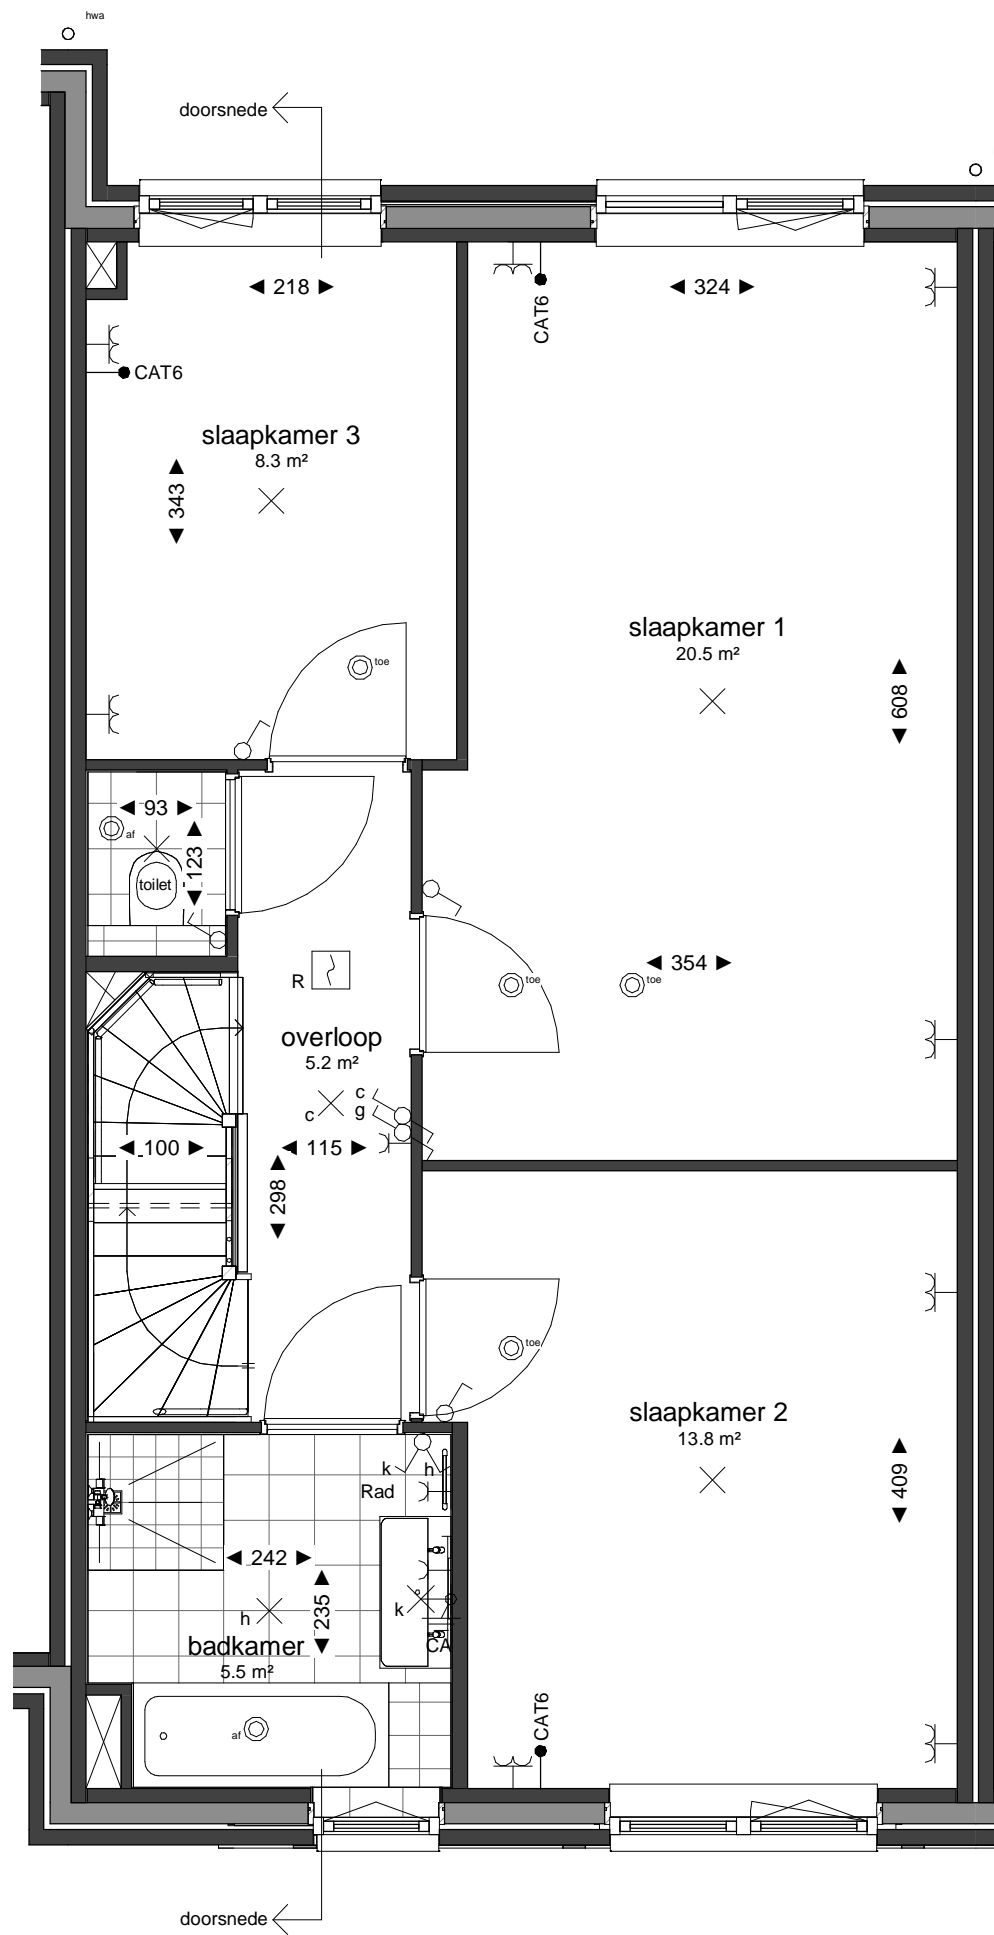 hwa
doorsnede
218
324
CAT6
CAT6
slaapkamer 3
8.3 m²
343
slaapkamer 1
20.5 m²
608
toe
93
af
123
toilet
R
354
toe
toe
overloop
5.2 m²
c
c
g
100
115
298
toe
slaapkamer 2
13.8 m²
409
k
h
Rad
242
235
h
k
badkamer
5.5 m²
CA
af
CAT6
doorsnede